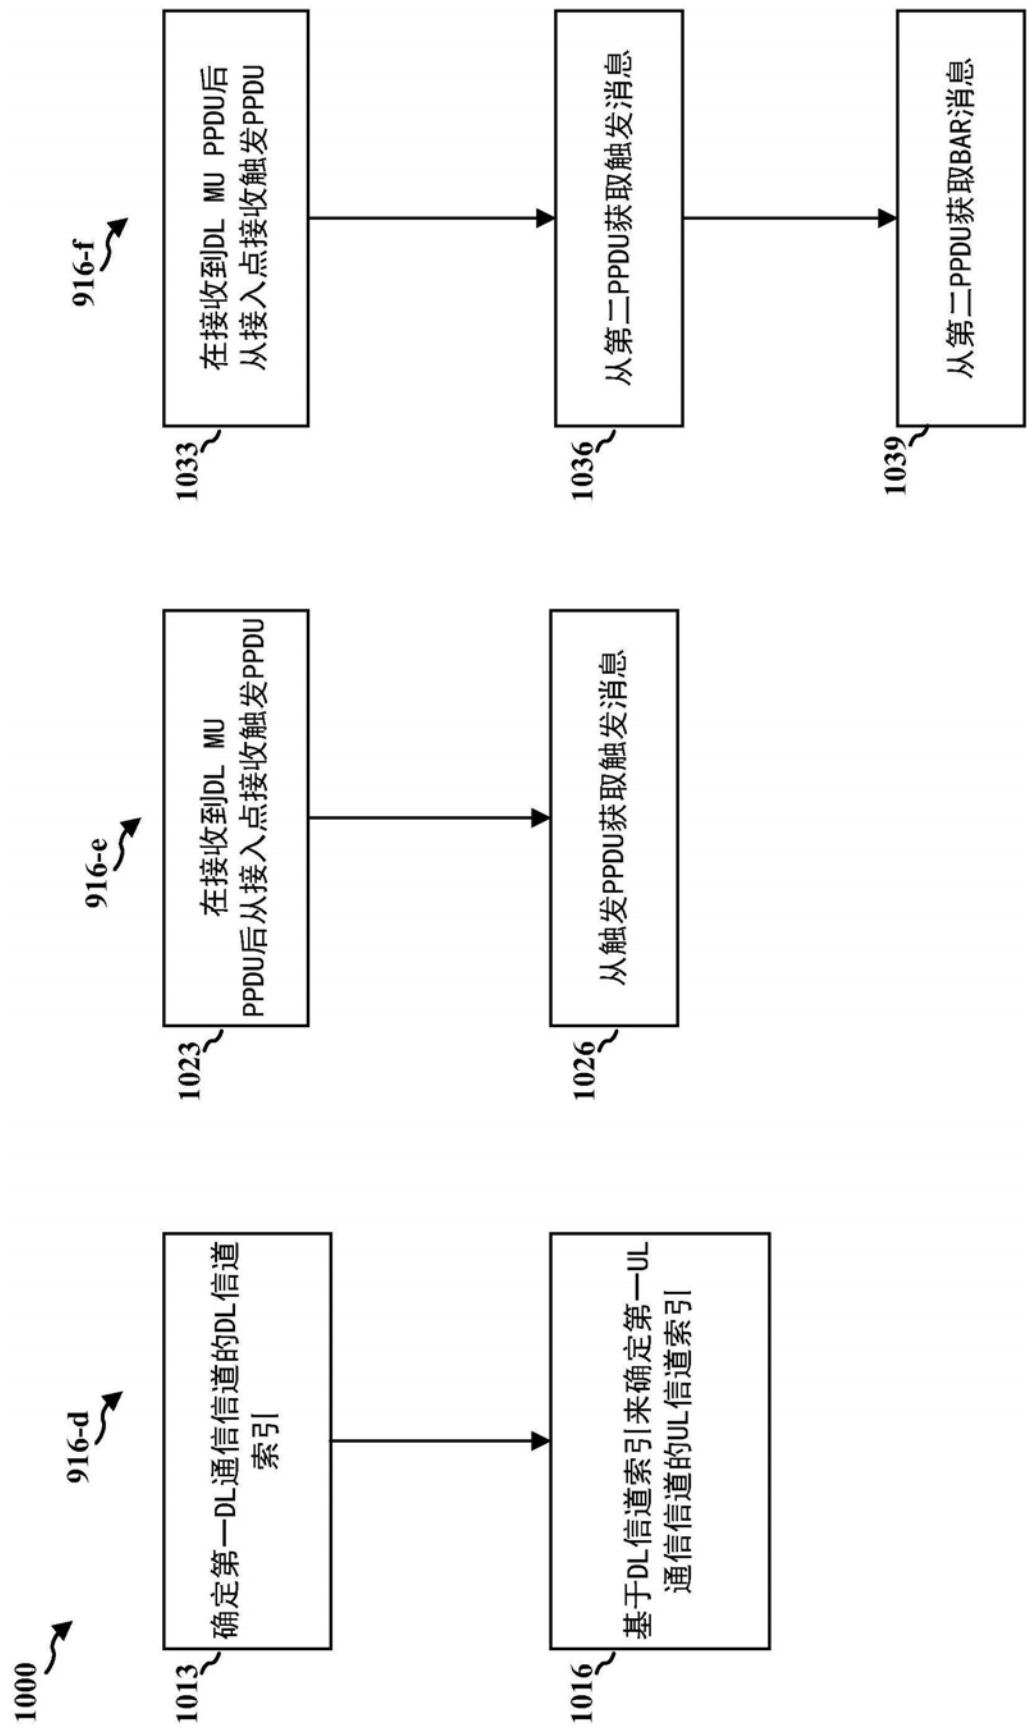 1000
916-d
1013
确定第一DL通信信道的DL信道
索引
1016
基于DL信道索引来确定第一UL
通信信道的UL信道索引
916-e
1023
在接收到DL MU
PPDU后从接入点接收触发PPDU
1026
从触发PPDU获取触发消息
916-f
1033
在接收到DL MU PPDU后
从接入点接收触发PPDU
1036
从第二PPDU获取触发消息
1039
从第二PPDU获取BAR消息